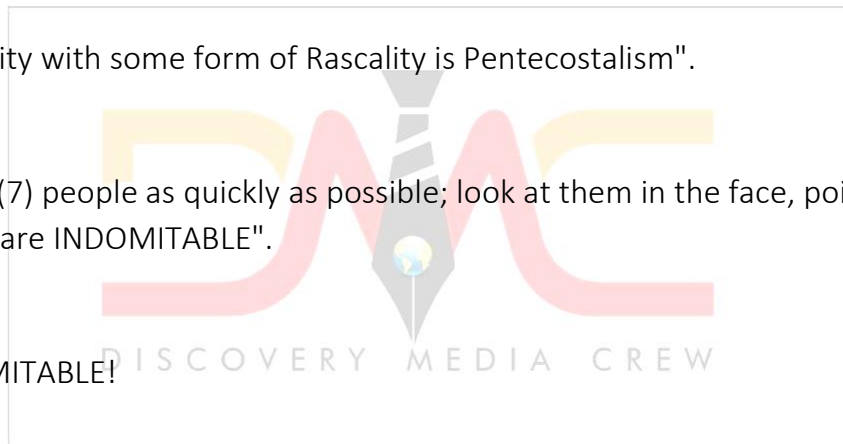 ity with some form of Rascality is Pentecostalism".
(7) people as quickly as possible; look at them in the face, poi
are INDOMITABLE".
MITABLE!
DMC
DISCOVERY MEDIA CREW